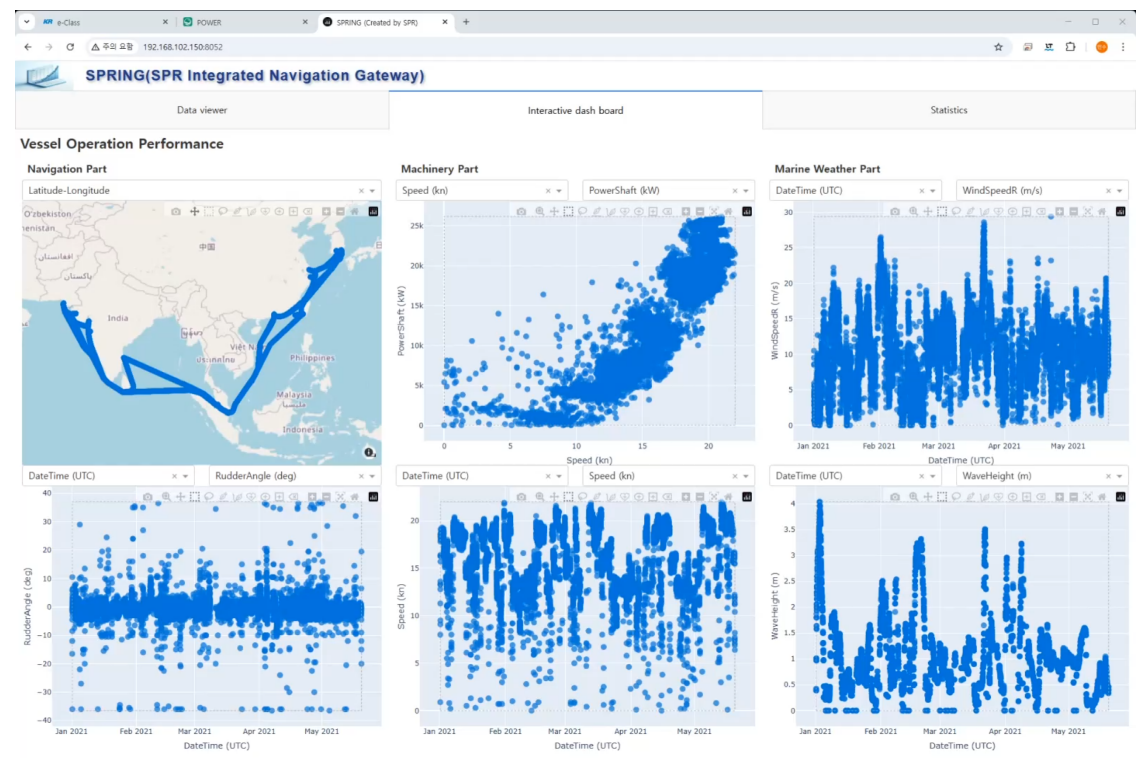 e-Class
POWER
SPRING (Created by SPR)
주의 요함 192.168.102.150:8052
SPRING(SPR Integrated Navigation Gateway)
Data viewer
Interactive dash board
Statistics
Vessel Operation Performance
Navigation Part
Machinery Part
Marine Weather Part
Latitude-Longitude
Speed (kn)
PowerShaft (kW)
DateTime (UTC)
WindSpeedR (m/s)
O'zbekiston
中国
India
Việt N
Philippines
Malaysia
Indonesia
PowerShaft (kW)
25k
20k
15k
10k
5k
0
0 5 10 15 20
Speed (kn)
WindSpeedR (m/s)
30
25
20
15
10
5
0
Jan 2021 Feb 2021 Mar 2021 Apr 2021 May 2021
DateTime (UTC)
DateTime (UTC)
RudderAngle (deg)
DateTime (UTC)
Speed (kn)
DateTime (UTC)
WaveHeight (m)
RudderAngle (deg)
40
30
20
10
0
−10
−20
−30
−40
Jan 2021 Feb 2021 Mar 2021 Apr 2021 May 2021
DateTime (UTC)
Speed (kn)
20
15
10
5
0
Jan 2021 Feb 2021 Mar 2021 Apr 2021 May 2021
DateTime (UTC)
WaveHeight (m)
4
3.5
3
2.5
2
1.5
1
0.5
0
Jan 2021 Feb 2021 Mar 2021 Apr 2021 May 2021
DateTime (UTC)